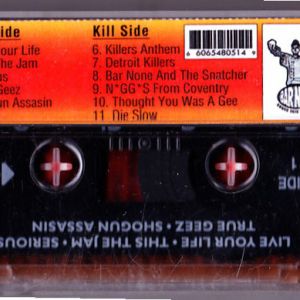 ide
our Life
he Jam
Geez
un Assasin
Kill Side
6. Killers Anthem
7. Detroit Killers
8. Bar None And The Snatcher
9. N*GG*S From Coventry
10. Thought You Was A Gee
11. Die Slow
6 6065480514 9
IDE
1
LIVE YOUR LIFE • THIS THE JAM • SERIOUS
TRUE GEEZ • SHOGUN ASSASIN